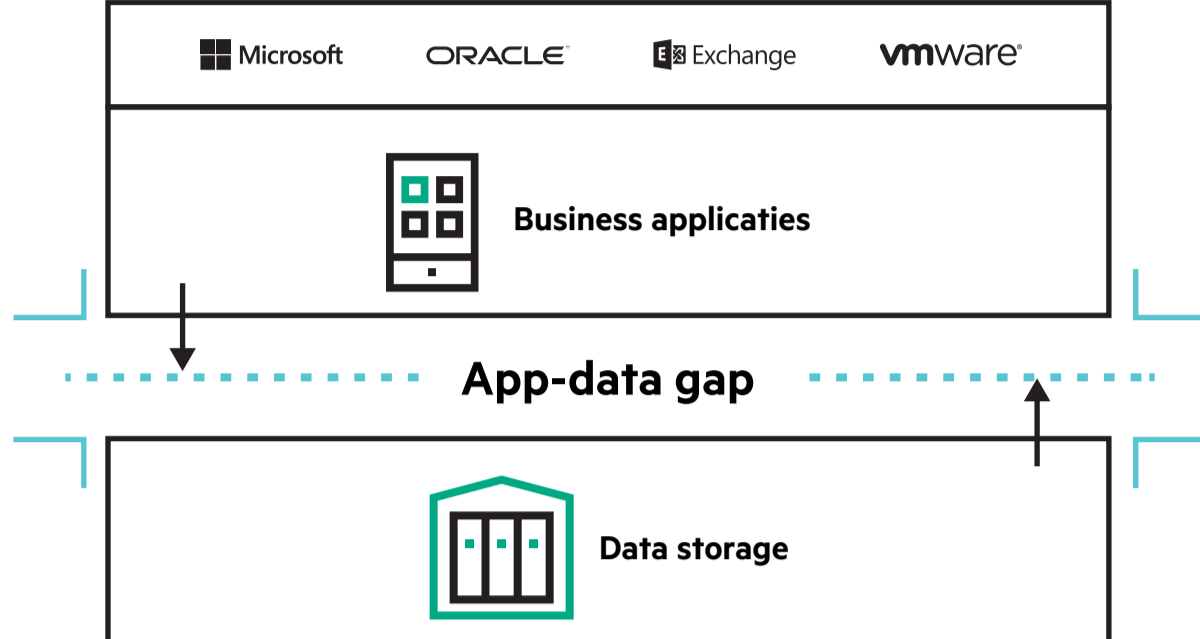 Microsoft ORACLE Exchange vmware®
Business applicaties
App-data gap
Data storage